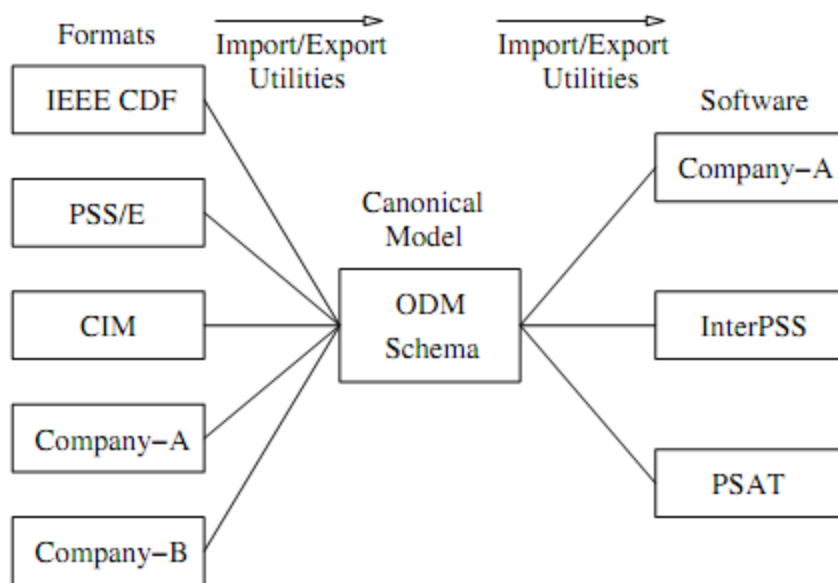 Formats
Import/Export
Utilities
Import/Export
Utilities
IEEE CDF
PSS/E
CIM
Company−A
Company−B
Canonical
Model
ODM
Schema
Software
Company−A
InterPSS
PSAT